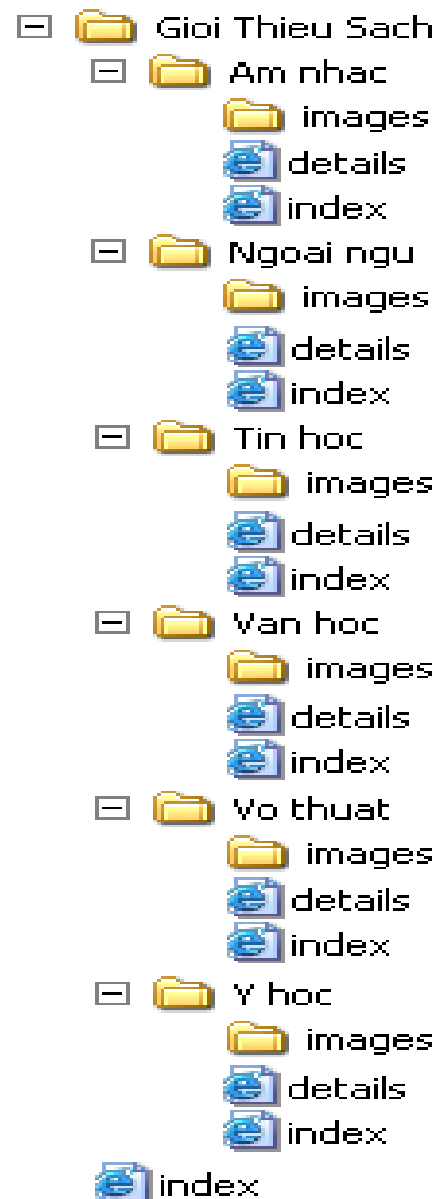 Gioi Thieu Sach
Am nhac
images
details
index
Ngoai ngu
images
details
index
Tin hoc
images
details
index
Van hoc
images
details
index
Vo thuat
images
details
index
Y hoc
images
details
index
index